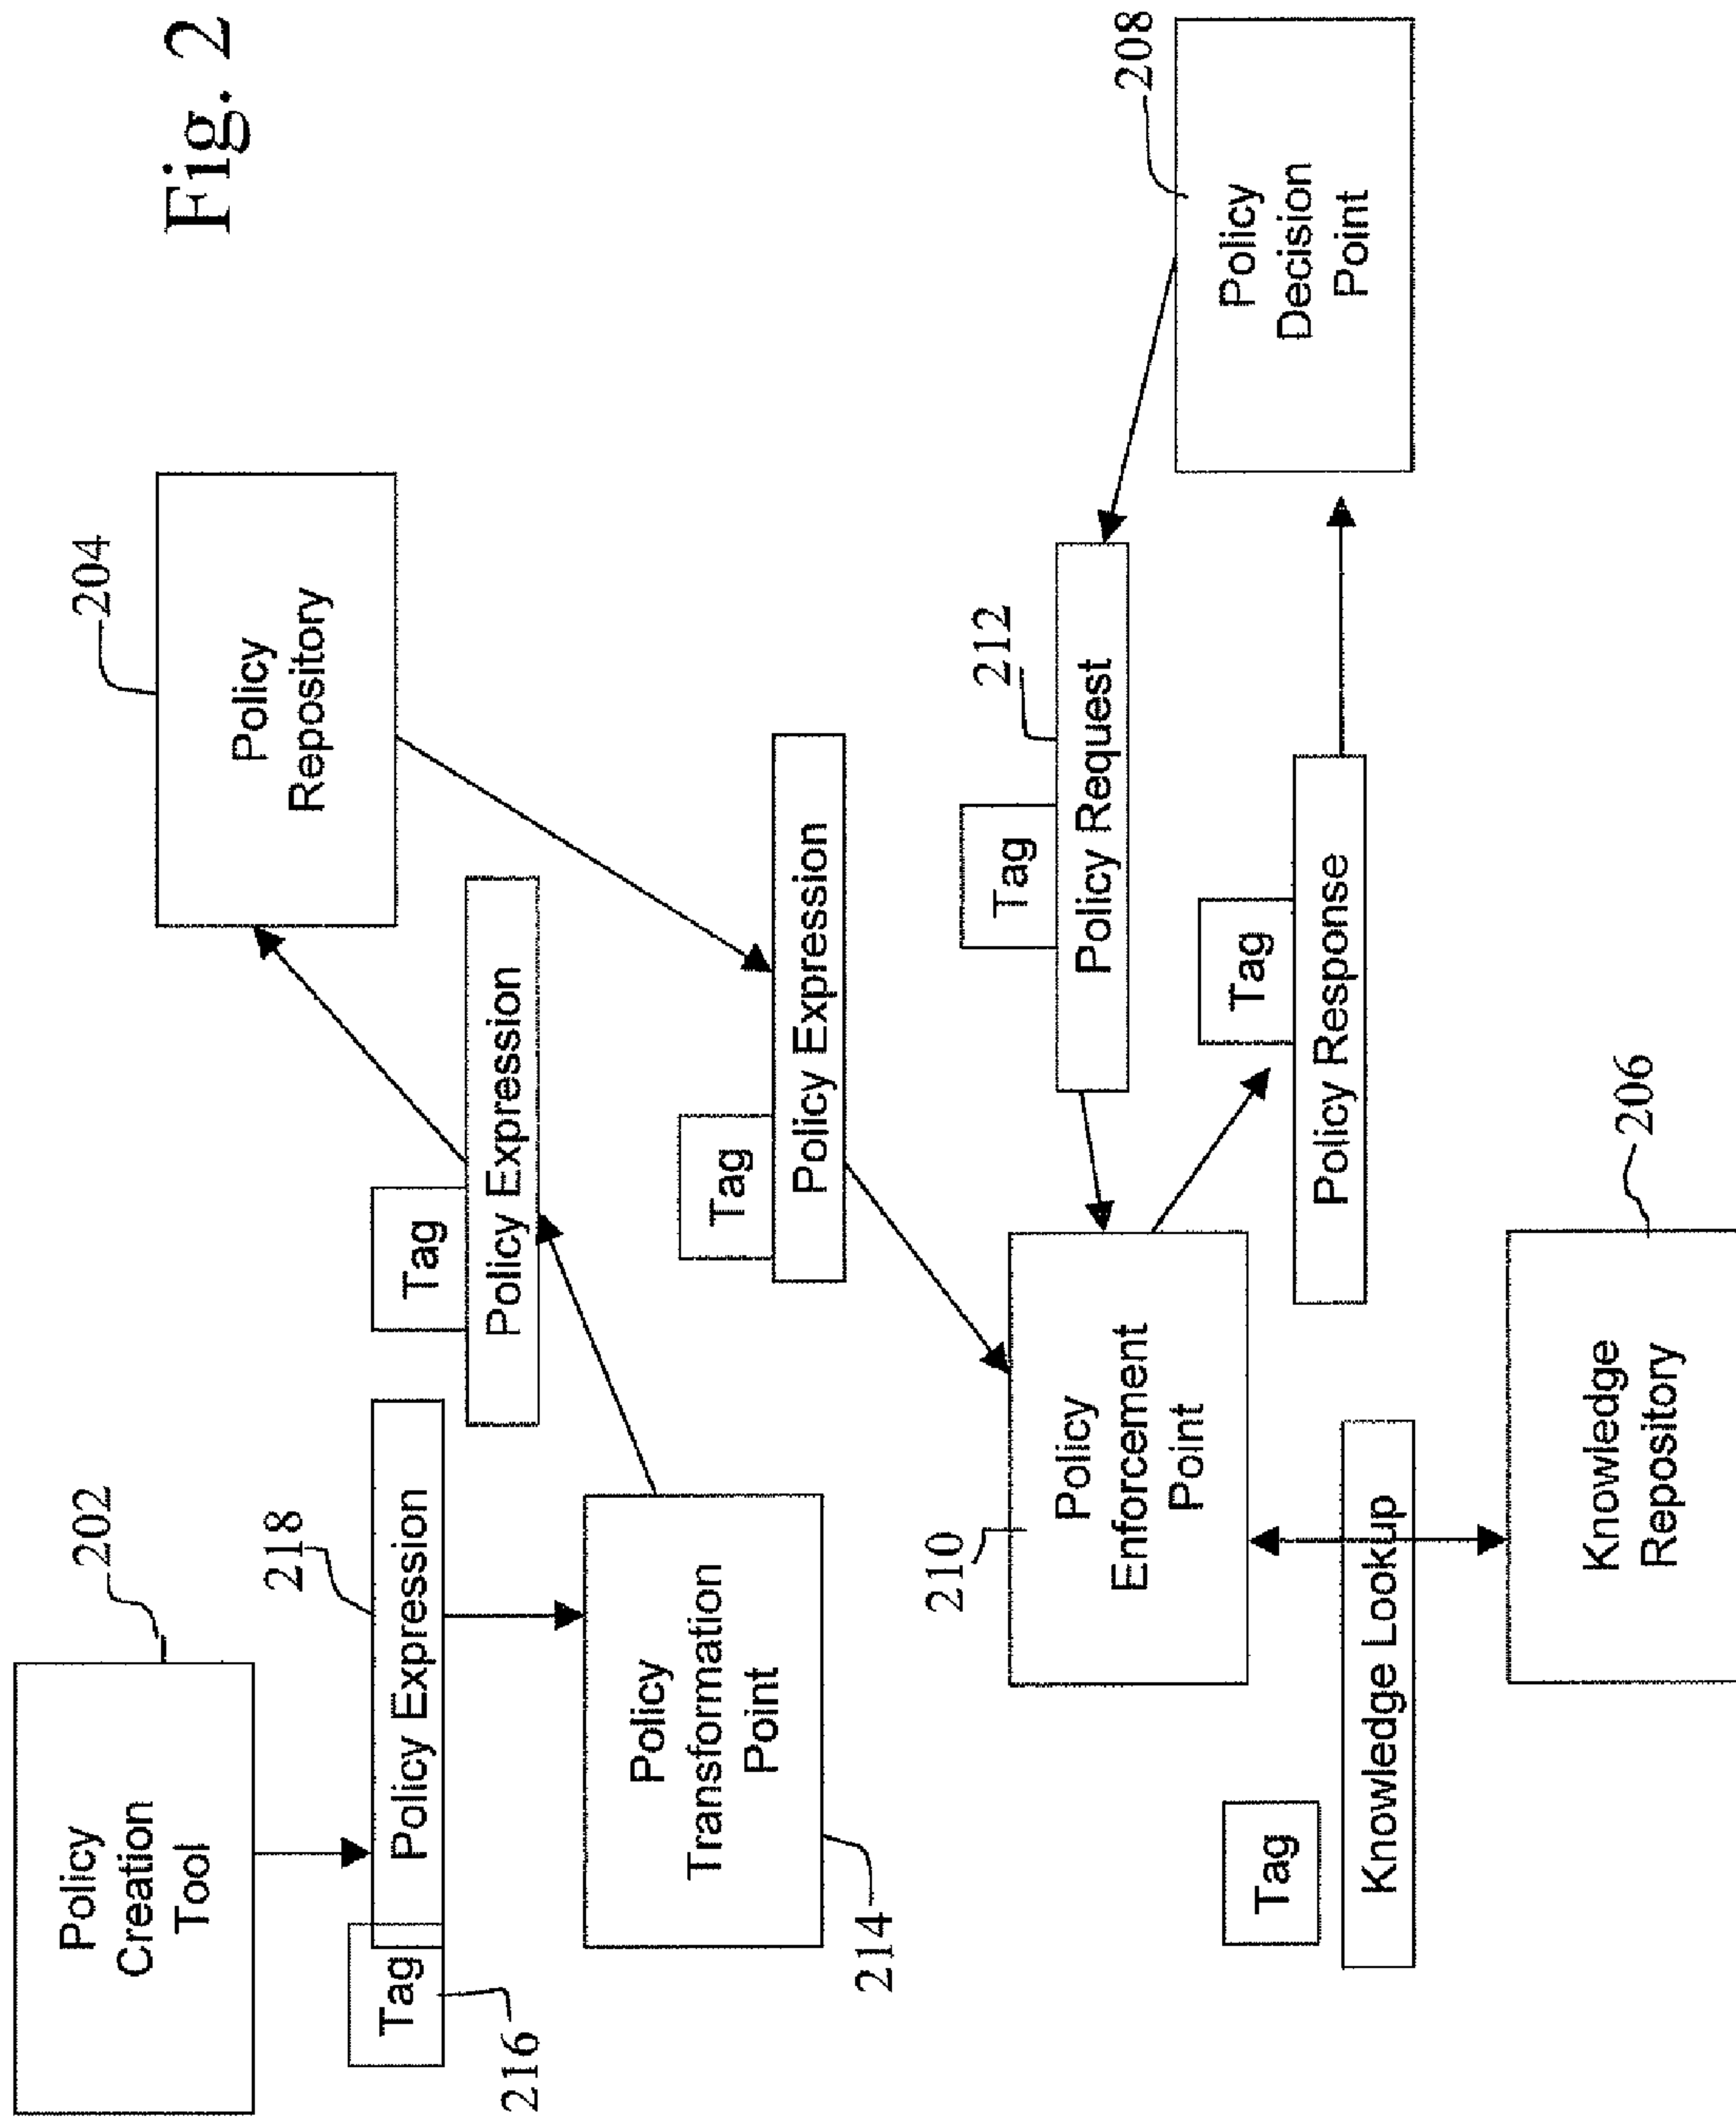 Fig. 2
202
Policy
Creation
Tool
218
Tag
Policy Expression
216
Policy
Transformation
Point
214
Tag
Policy Expression
204
Policy
Repository
Tag
Policy Expression
210
Policy
Enforcement
Point
212
Tag
Policy Request
208
Policy
Decision
Point
Tag
Policy Response
Tag
Knowledge Lookup
206
Knowledge
Repository